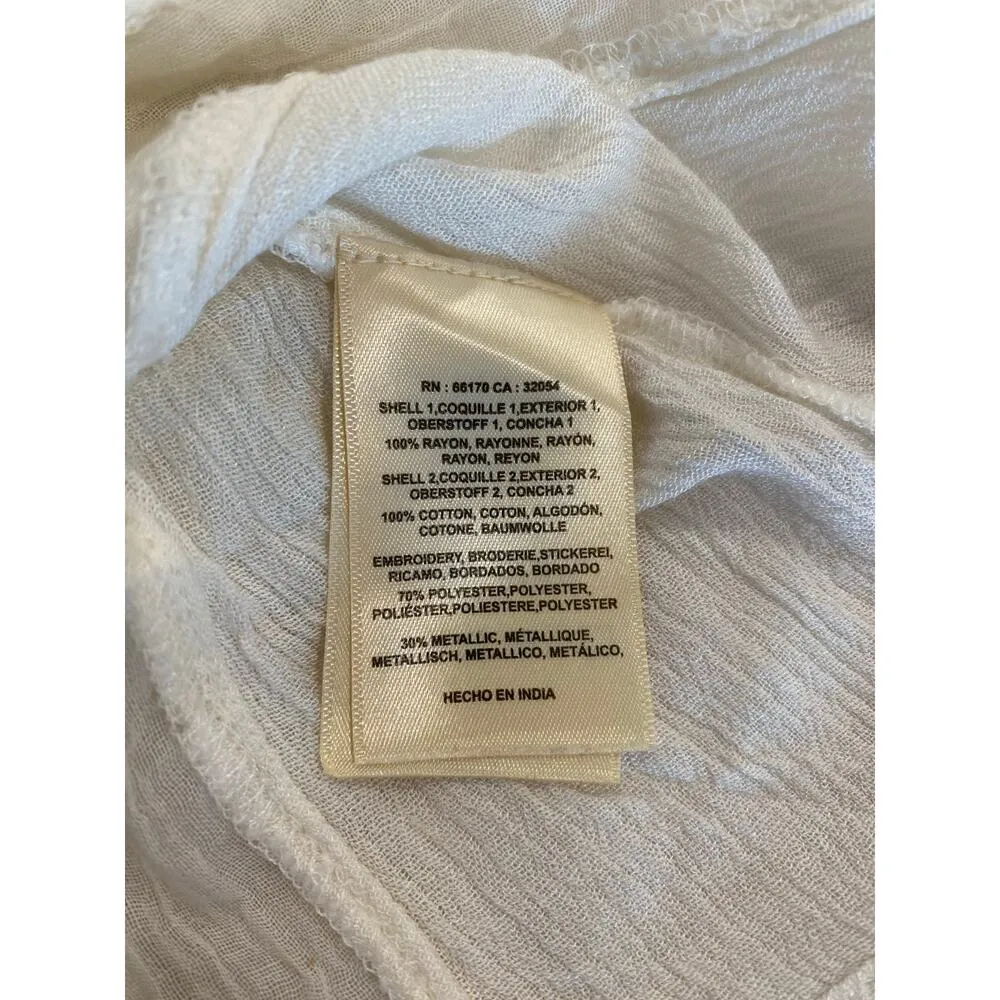 RN : 66170 CA : 32054
SHELL 1,COQUILLE 1,EXTERIOR 1,
OBERSTOFF 1, CONCHA 1
100% RAYON, RAYONNE, RAYÓN,
RAYON, REYON
SHELL 2,COQUILLE 2,EXTERIOR 2,
OBERSTOFF 2, CONCHA 2
100% COTTON, COTON, ALGODÓN,
COTONE, BAUMWOLLE
EMBROIDERY, BRODERIE,STICKEREI,
RICAMO, BORDADOS, BORDADO
70% POLYESTER,POLYESTER,
POLIÉSTER,POLIESTERE,POLYESTER
30% METALLIC, MÉTALLIQUE,
METALLISCH, METALLICO, METÁLICO,
HECHO EN INDIA